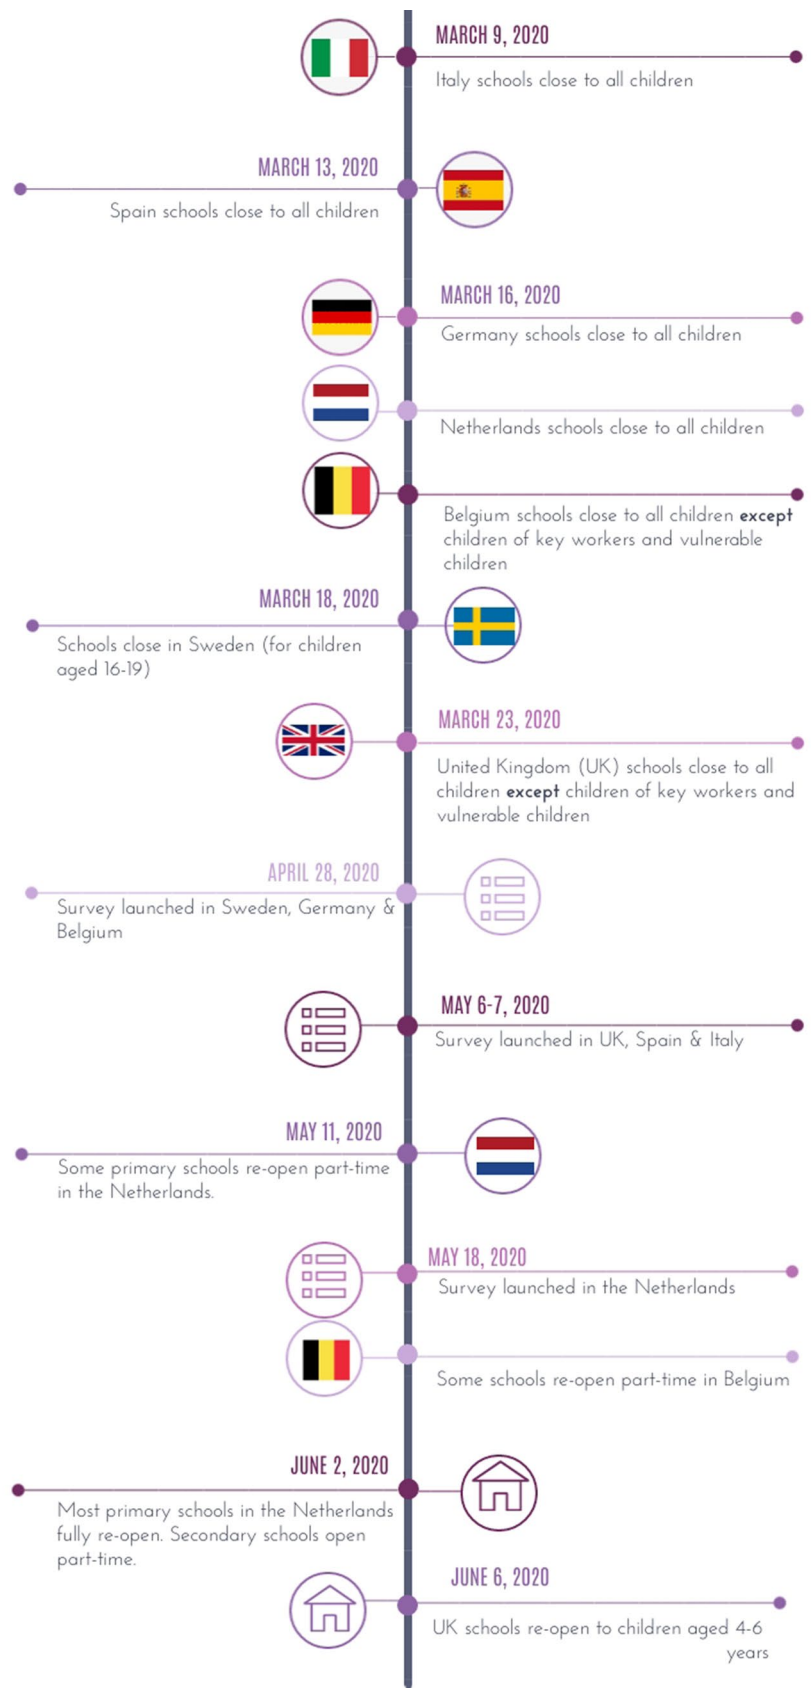 MARCH 9, 2020
Italy schools close to all children
MARCH 13, 2020
Spain schools close to all children
MARCH 16, 2020
Germany schools close to all children
Netherlands schools close to all children
Belgium schools close to all children except
children of key workers and vulnerable
children
MARCH 18, 2020
Schools close in Sweden (for children
aged 16-19)
MARCH 23, 2020
United Kingdom (UK) schools close to all
children except children of key workers and
vulnerable children
APRIL 28, 2020
Survey launched in Sweden, Germany &
Belgium
MAY 6-7, 2020
Survey launched in UK, Spain & Italy
MAY 11, 2020
Some primary schools re-open part-time
in the Netherlands.
MAY 18, 2020
Survey launched in the Netherlands
Some schools re-open part-time in Belgium
JUNE 2, 2020
Most primary schools in the Netherlands
fully re-open. Secondary schools open
part-time.
JUNE 6, 2020
UK schools re-open to children aged 4-6
years